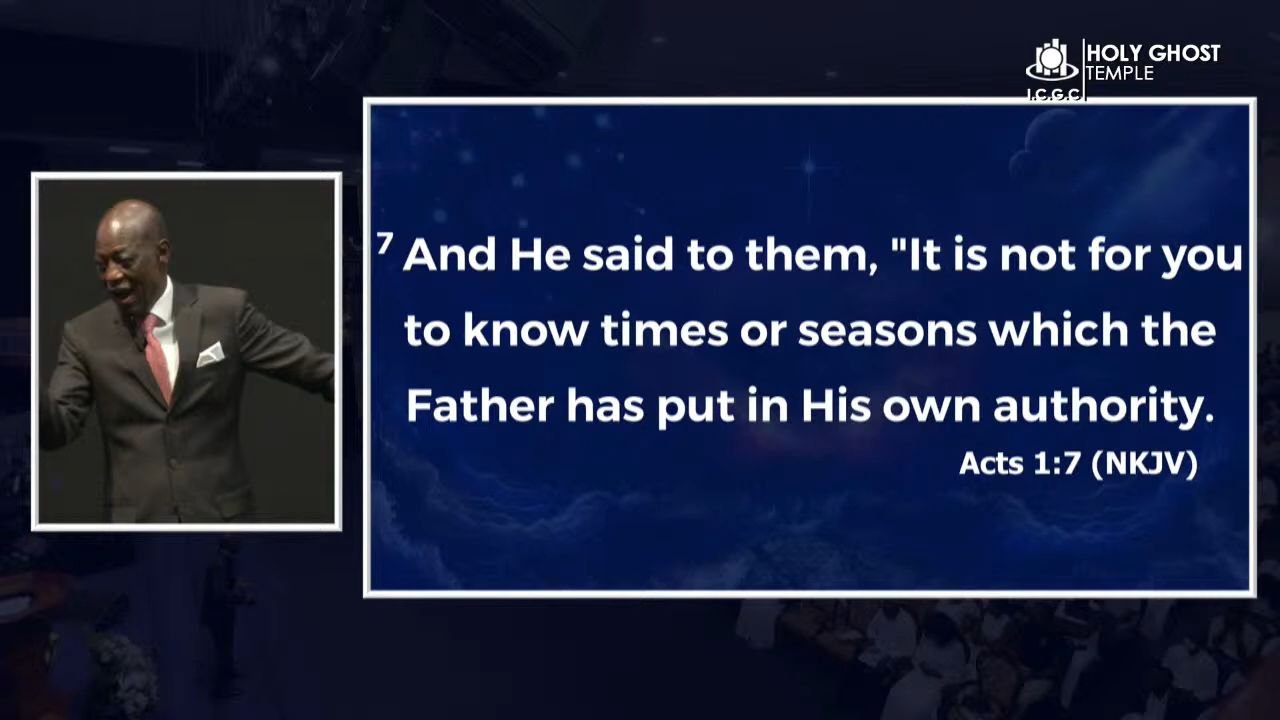 HOLY GHOST
TEMPLE
I.C.G.C
7 And He said to them, "It is not for you
to know times or seasons which the
Father has put in His own authority.
Acts 1:7 (NKJV)